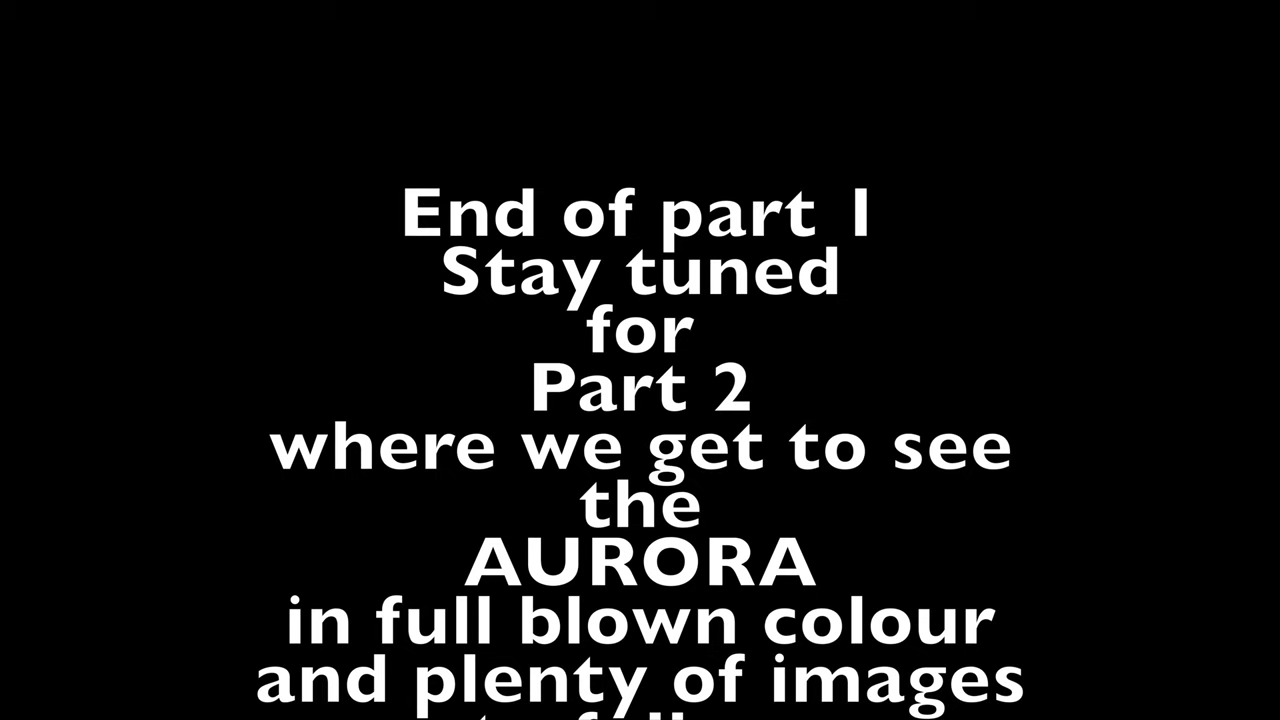 End of part 1
Stay tuned
for
Part 2
where we get to see
the
AURORA
in full blown colour
and plenty of images